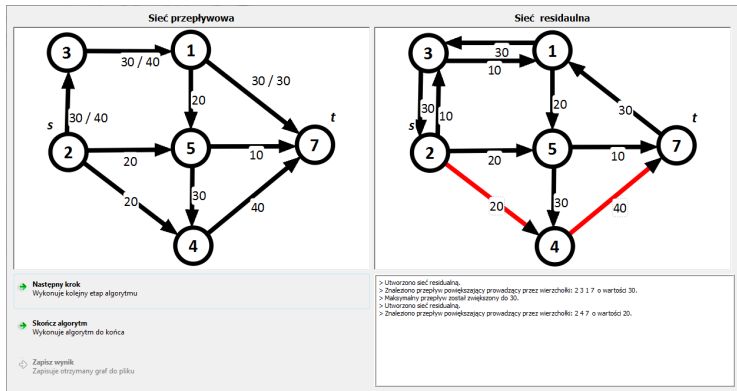 Sieć przepływowa
3
1
30 / 40
30 / 30
20
30 / 40
s
t
2
20
5
10
7
20
30
40
4
Następny krok
Wykonuje kolejny etap algorytmu
Skończ algorytm
Wykonuje algorytm do końca
Zapisz wynik
Zapisuje otrzymany graf do pliku
Sieć residaulna
3
30
1
10
30
10
20
30
s
t
2
20
5
10
7
20
30
40
4
> Utworzono sieć residualną.
> Znaleziono przepływ powiększający prowadzący przez wierzchołki: 2 3 1 7 o wartości 30.
> Maksymalny przepływ został zwiększony do 30.
> Utworzono sieć residualną.
> Znaleziono przepływ powiększający prowadzący przez wierzchołki: 2 4 7 o wartości 20.